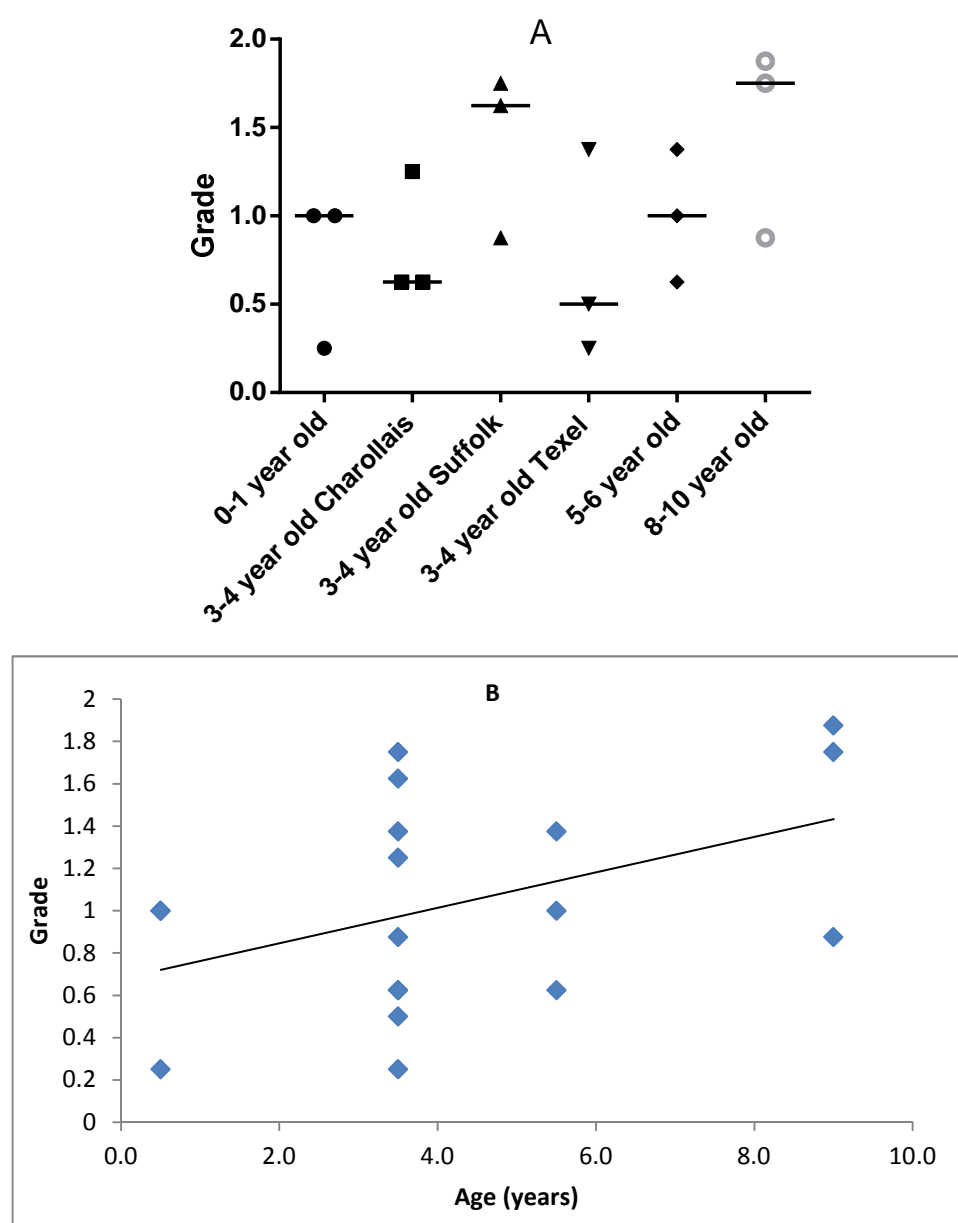 A
2.0
1.5
1.0
0.5
0.0
Grade
0-1 year old
3-4 year old Charollais
3-4 year old Suffolk
3-4 year old Texel
5-6 year old
8-10 year old
B
2
1.8
1.6
1.4
1.2
1
0.8
0.6
0.4
0.2
0
Grade
0.0 2.0 4.0 6.0 8.0 10.0
Age (years)